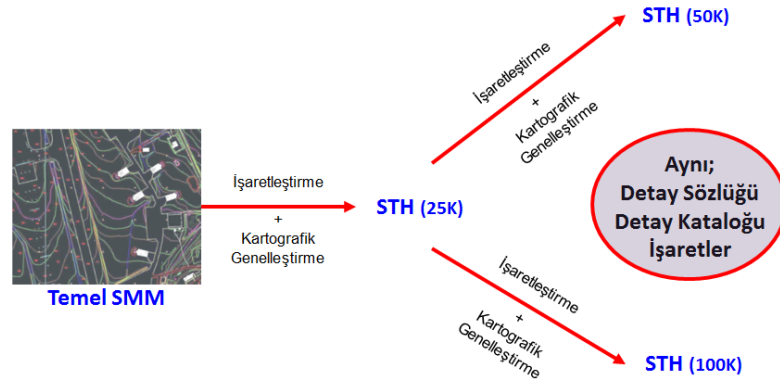 STH (50K)
İşaretleştirme
+
Kartografik
Genelleştirme
Aynı;
Detay Sözlüğü
Detay Kataloğu
İşaretler
İşaretleştirme
+
Kartografik
Genelleştirme
STH (25K)
Temel SMM
İşaretleştirme
+
Kartografik
Genelleştirme
STH (100K)